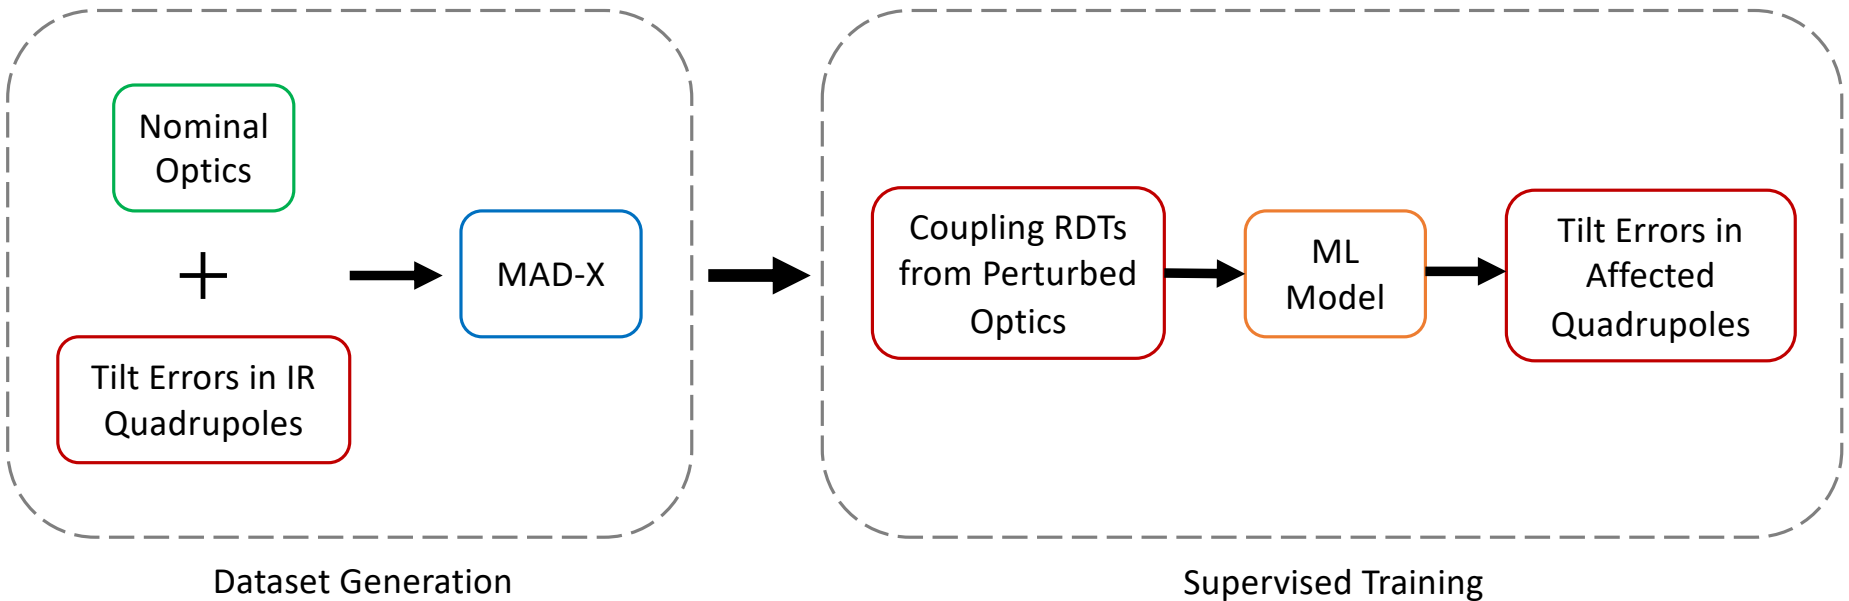 Nominal
Optics
+
Tilt Errors in IR
Quadrupoles
MAD-X
Dataset Generation
Coupling RDTs
from Perturbed
Optics
ML
Model
Tilt Errors in
Affected
Quadrupoles
Supervised Training